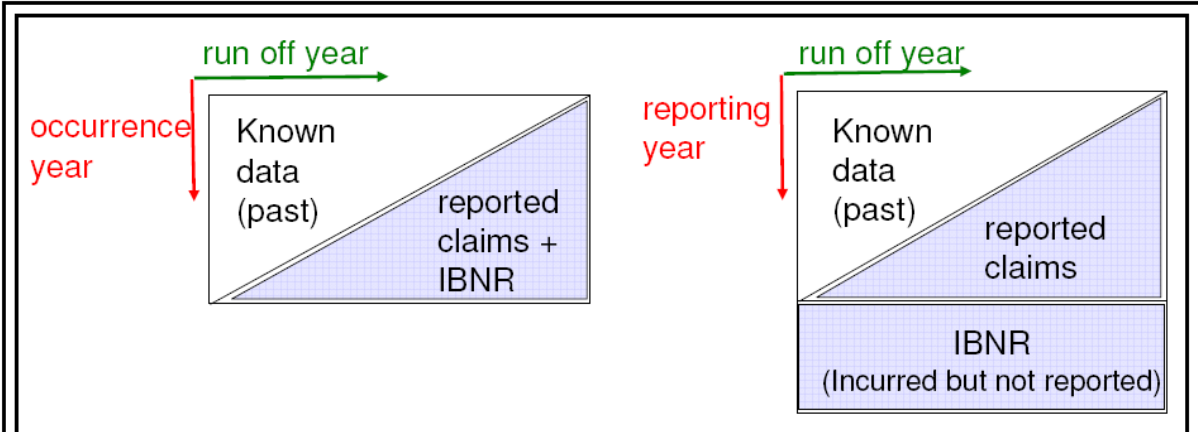 run off year
occurrence
year
Known
data
(past)
reported
claims +
IBNR
run off year
reporting
year
Known
data
(past)
reported
claims
IBNR
(Incurred but not reported)